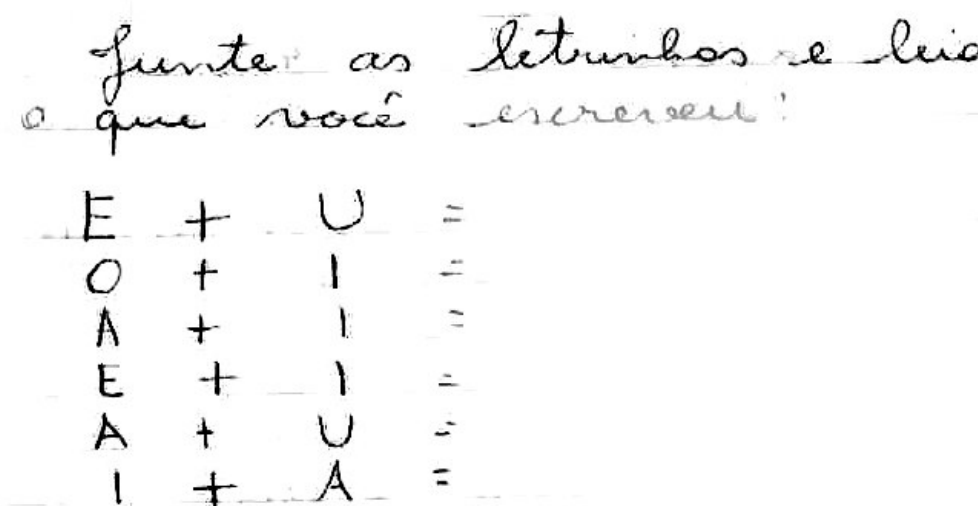 Junte as letrinhas e leia
o que você escreveu:
E + U =
O + I =
A + I =
E + I =
A + U =
I + A =